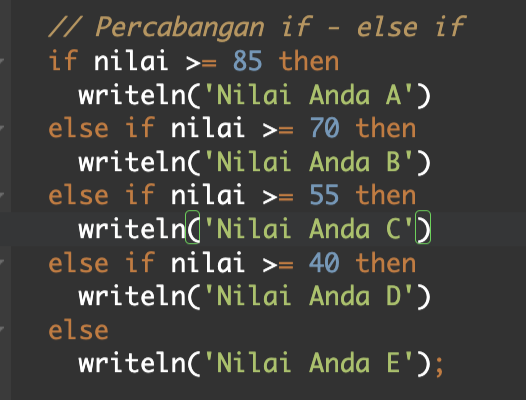 // Percabangan if - else if
if nilai >= 85 then
  writeln('Nilai Anda A')
else if nilai >= 70 then
  writeln('Nilai Anda B')
else if nilai >= 55 then
  writeln('Nilai Anda C')
else if nilai >= 40 then
  writeln('Nilai Anda D')
else
  writeln('Nilai Anda E');